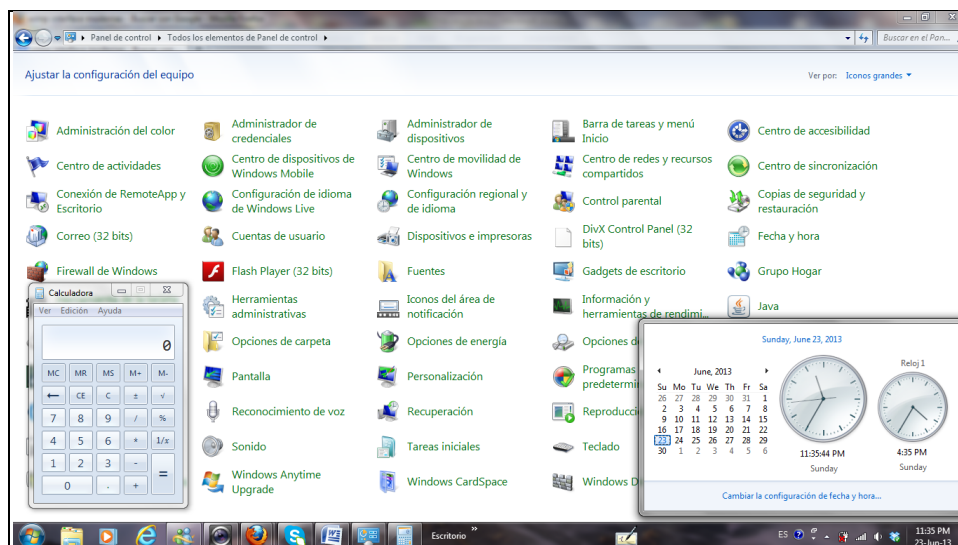 Panel de control Todos los elementos de Panel de control
Buscar en el Pan...
Ajustar la configuración del equipo
Ver por: Iconos grandes
Administración del color
Administrador de
credenciales
Administrador de
dispositivos
Barra de tareas y menú
Inicio
Centro de accesibilidad
Centro de actividades
Centro de dispositivos de
Windows Mobile
Centro de movilidad de
Windows
Centro de redes y recursos
compartidos
Centro de sincronización
Conexión de RemoteApp y
Escritorio
Configuración de idioma
de Windows Live
Configuración regional y
de idioma
Control parental
Copias de seguridad y
restauración
Correo (32 bits)
Cuentas de usuario
Dispositivos e impresoras
DivX Control Panel (32
bits)
Fecha y hora
Firewall de Windows
Flash Player (32 bits)
Fuentes
Gadgets de escritorio
Grupo Hogar
Herramientas
administrativas
Iconos del área de
notificación
Información y
herramientas de rendimi...
Java
Opciones de carpeta
Opciones de energía
Opciones d
Pantalla
Personalización
Programas
predetermin
Reconocimiento de voz
Recuperación
Reproducci
Sonido
Tareas iniciales
Teclado
Windows Anytime
Upgrade
Windows CardSpace
Windows D
Calculadora
Ver Edición Ayuda
0
MC MR MS M+ M-
← CE C ± √
7 8 9 / %
4 5 6 * 1/x
1 2 3 - =
0 . +
Sunday, June 23, 2013
June, 2013
Su Mo Tu We Th Fr Sa
26 27 28 29 30 31 1
2 3 4 5 6 7 8
9 10 11 12 13 14 15
16 17 18 19 20 21 22
23 24 25 26 27 28 29
30 1 2 3 4 5 6
11:35:44 PM
Sunday
Reloj 1
4:35 PM
Sunday
Cambiar la configuración de fecha y hora...
Escritorio
ES
11:35 PM
23-Jun-13